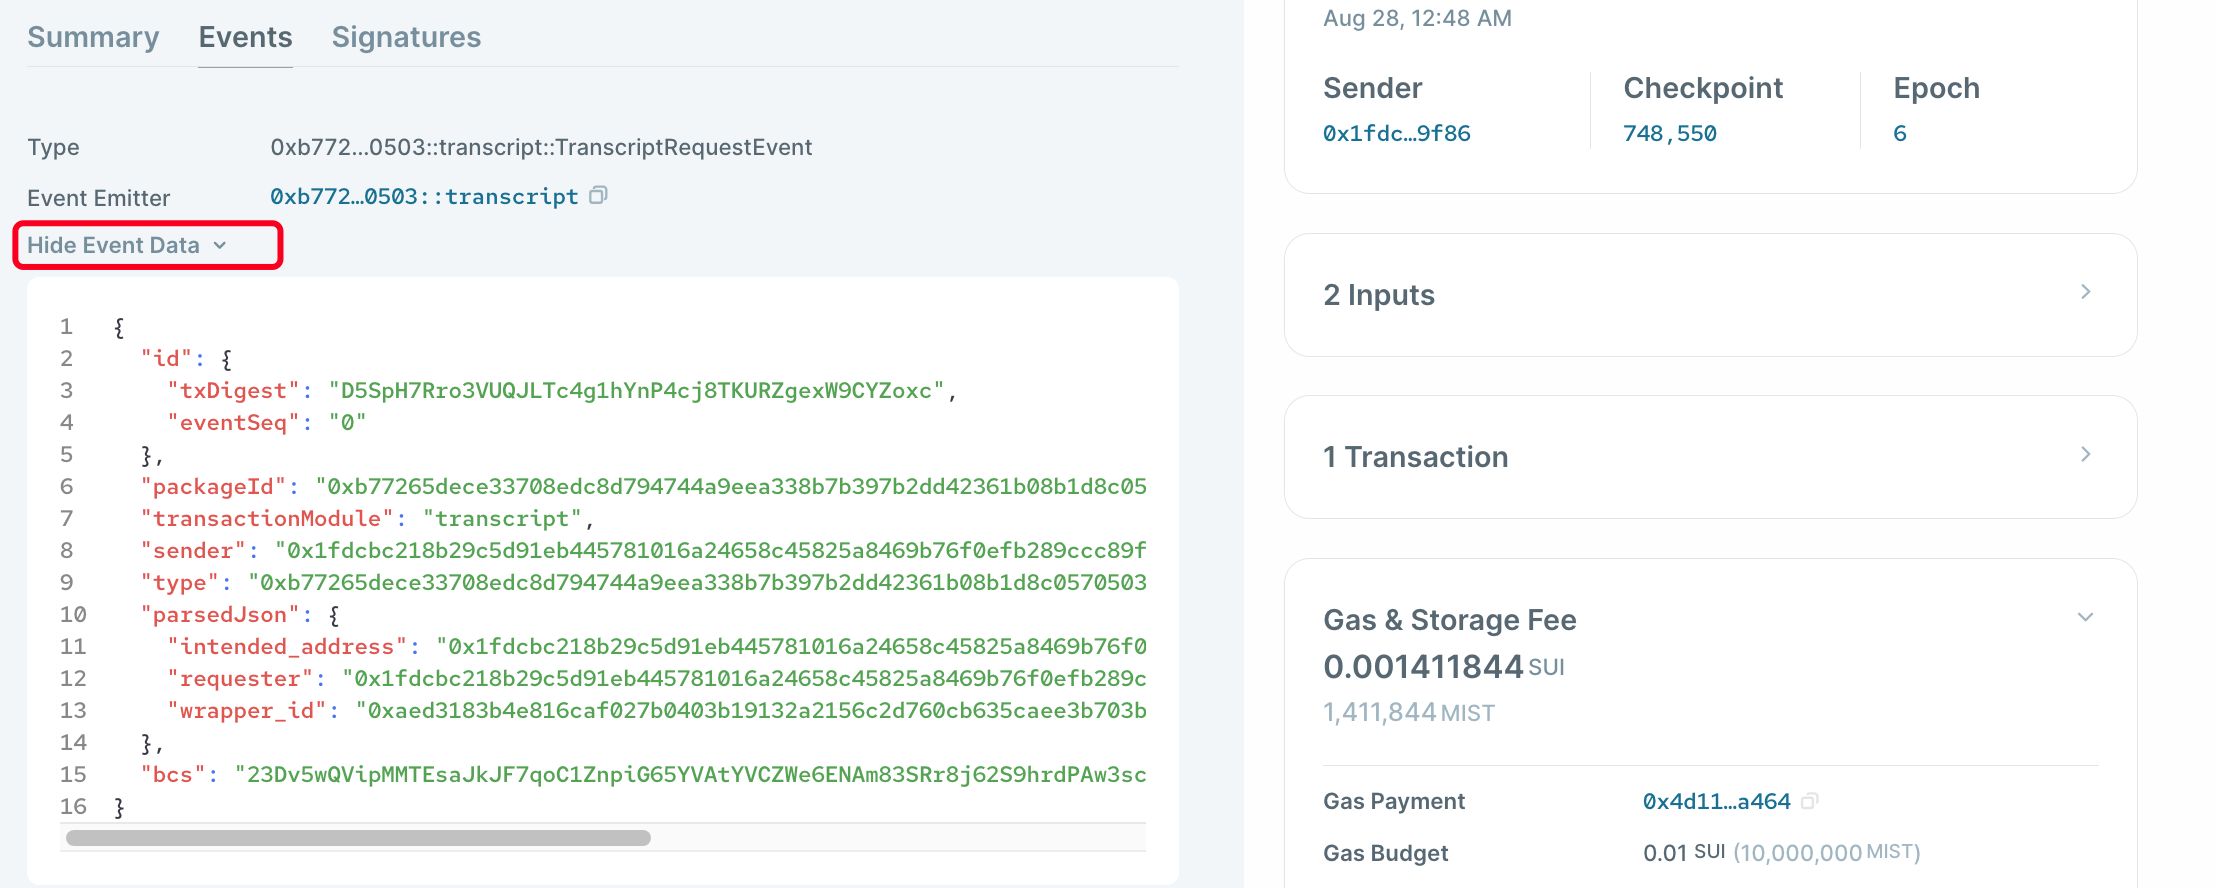 Summary Events Signatures
Type 0xb772...0503::transcript::TranscriptRequestEvent
Event Emitter 0xb772…0503::transcript
Hide Event Data
1 {
2 "id": {
3 "txDigest": "D5SpH7Rro3VUQJLTc4g1hYnP4cj8TKURZgexW9CYZoxc",
4 "eventSeq": "0"
5 },
6 "packageId": "0xb77265dece33708edc8d794744a9eea338b7b397b2dd42361b08b1d8c05
7 "transactionModule": "transcript",
8 "sender": "0x1fdcbc218b29c5d91eb445781016a24658c45825a8469b76f0efb289ccc89f
9 "type": "0xb77265dece33708edc8d794744a9eea338b7b397b2dd42361b08b1d8c0570503
10 "parsedJson": {
11 "intended_address": "0x1fdcbc218b29c5d91eb445781016a24658c45825a8469b76f0
12 "requester": "0x1fdcbc218b29c5d91eb445781016a24658c45825a8469b76f0efb289c
13 "wrapper_id": "0xaed3183b4e816caf027b0403b19132a2156c2d760cb635caee3b703b
14 },
15 "bcs": "23Dv5wQVipMMTEsaJkJF7qoC1ZnpiG65YVAtYVCZWe6ENAm83SRr8j62S9hrdPAw3sc
16 }
Aug 28, 12:48 AM
Sender Checkpoint Epoch
0x1fdc…9f86 748,550 6
2 Inputs
1 Transaction
Gas & Storage Fee
0.001411844 SUI
1,411,844 MIST
Gas Payment 0x4d11…a464
Gas Budget 0.01 SUI (10,000,000 MIST)